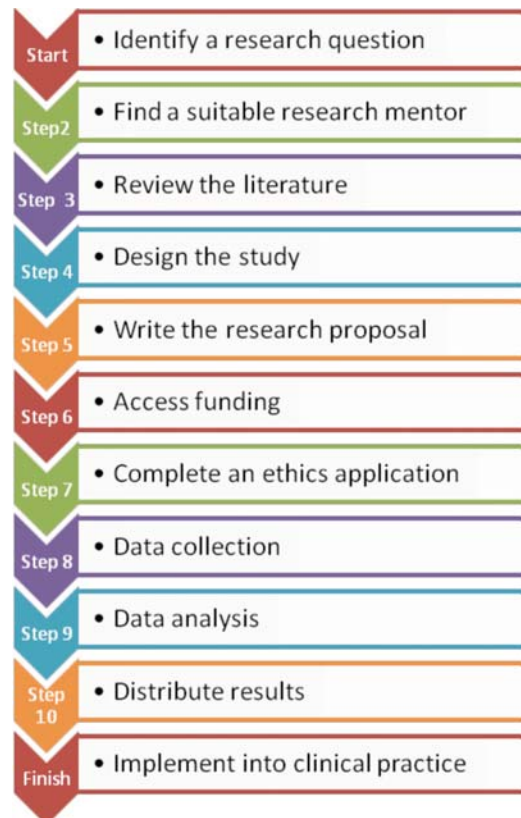 Start
• Identify a research question
Step2
• Find a suitable research mentor
Step 3
• Review the literature
Step 4
• Design the study
Step 5
• Write the research proposal
Step 6
• Access funding
Step 7
• Complete an ethics application
Step 8
• Data collection
Step 9
• Data analysis
Step
10
• Distribute results
Finish
• Implement into clinical practice